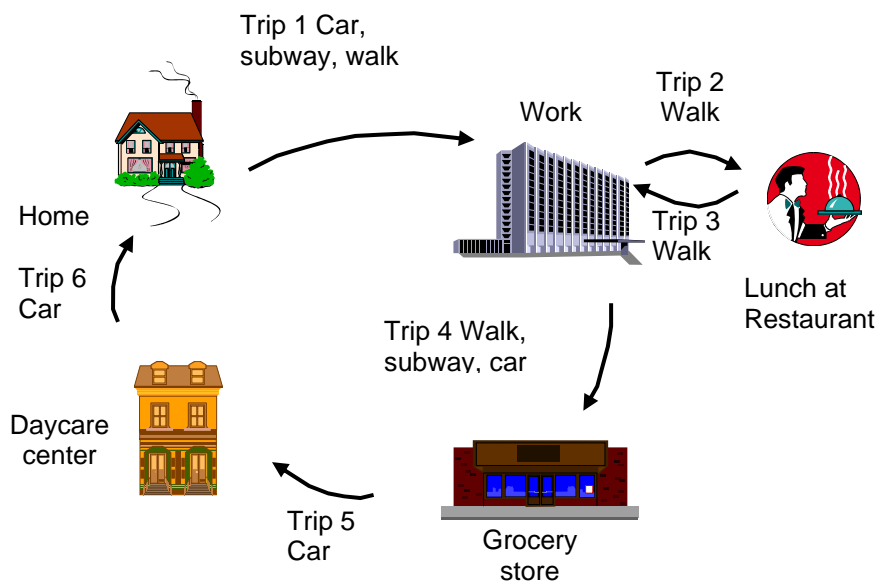 Trip 1 Car,
subway, walk
Trip 2
Walk
Work
Home
Trip 3
Walk
Trip 6
Car
Lunch at
Restaurant
Trip 4 Walk,
subway, car
Daycare
center
Trip 5
Car
Grocery
store